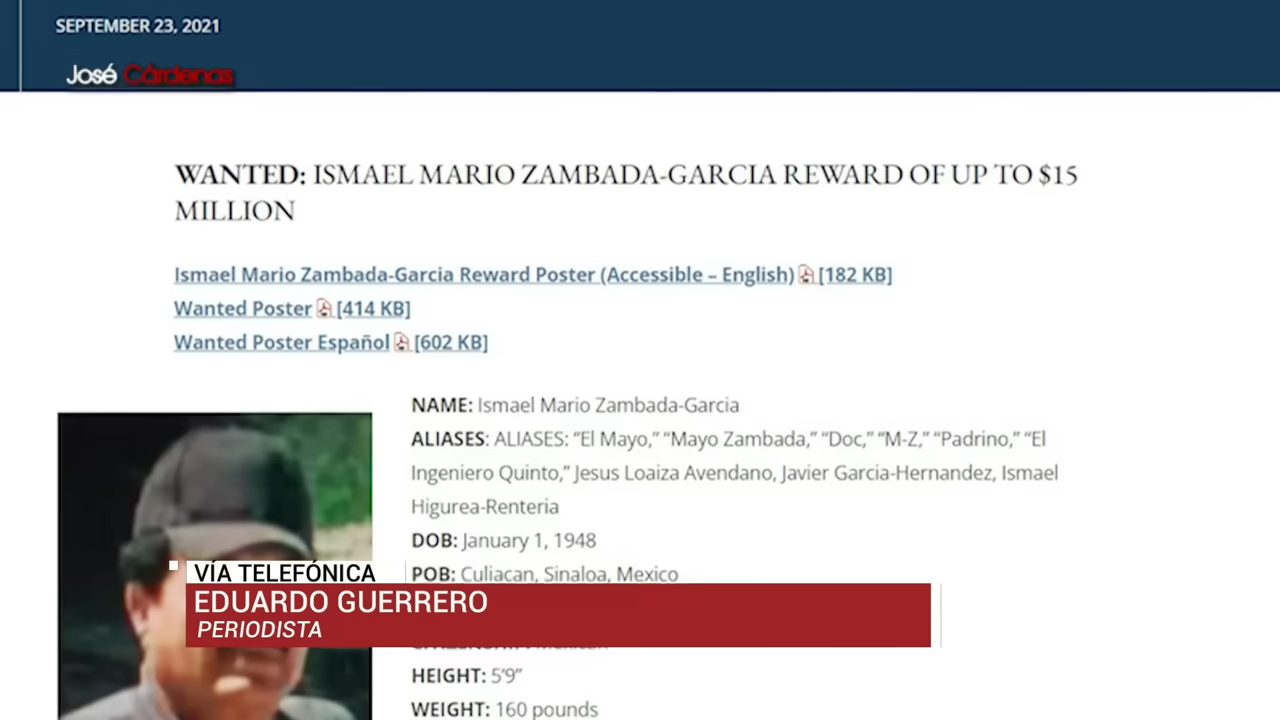 SEPTEMBER 23, 2021
José Cárdenas
WANTED: ISMAEL MARIO ZAMBADA-GARCIA REWARD OF UP TO $15
MILLION
Ismael Mario Zambada-Garcia Reward Poster (Accessible – English) [182 KB]
Wanted Poster [414 KB]
Wanted Poster Español [602 KB]
NAME: Ismael Mario Zambada-Garcia
ALIASES: ALIASES: “El Mayo,” “Mayo Zambada,” “Doc,” “M-Z,” “Padrino,” “El
Ingeniero Quinto,” Jesus Loaiza Avendano, Javier Garcia-Hernandez, Ismael
Higurea-Renteria
DOB: January 1, 1948
POB: Culiacan, Sinaloa, Mexico
VÍA TELEFÓNICA
EDUARDO GUERRERO
PERIODISTA
HEIGHT: 5’9”
WEIGHT: 160 pounds